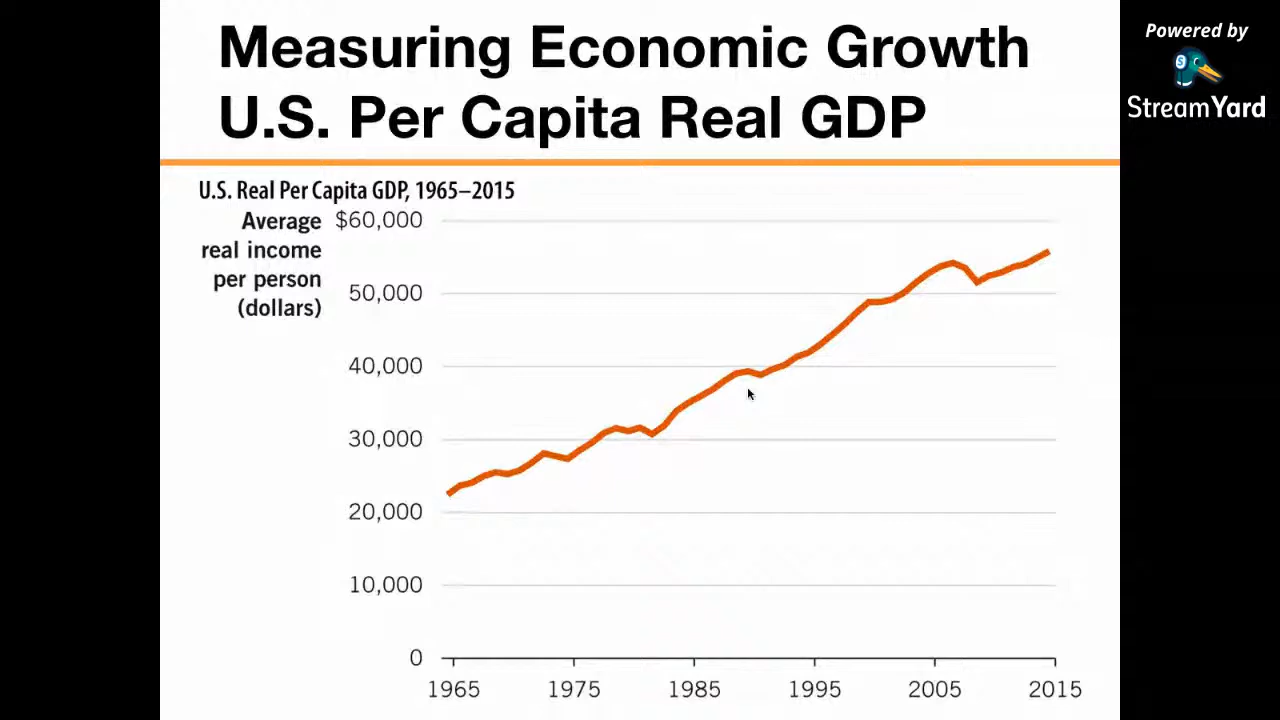 Measuring Economic Growth
U.S. Per Capita Real GDP
Powered by
StreamYard
U.S. Real Per Capita GDP, 1965–2015
Average
real income
per person
(dollars)
$60,000
50,000
40,000
30,000
20,000
10,000
0
1965 1975 1985 1995 2005 2015